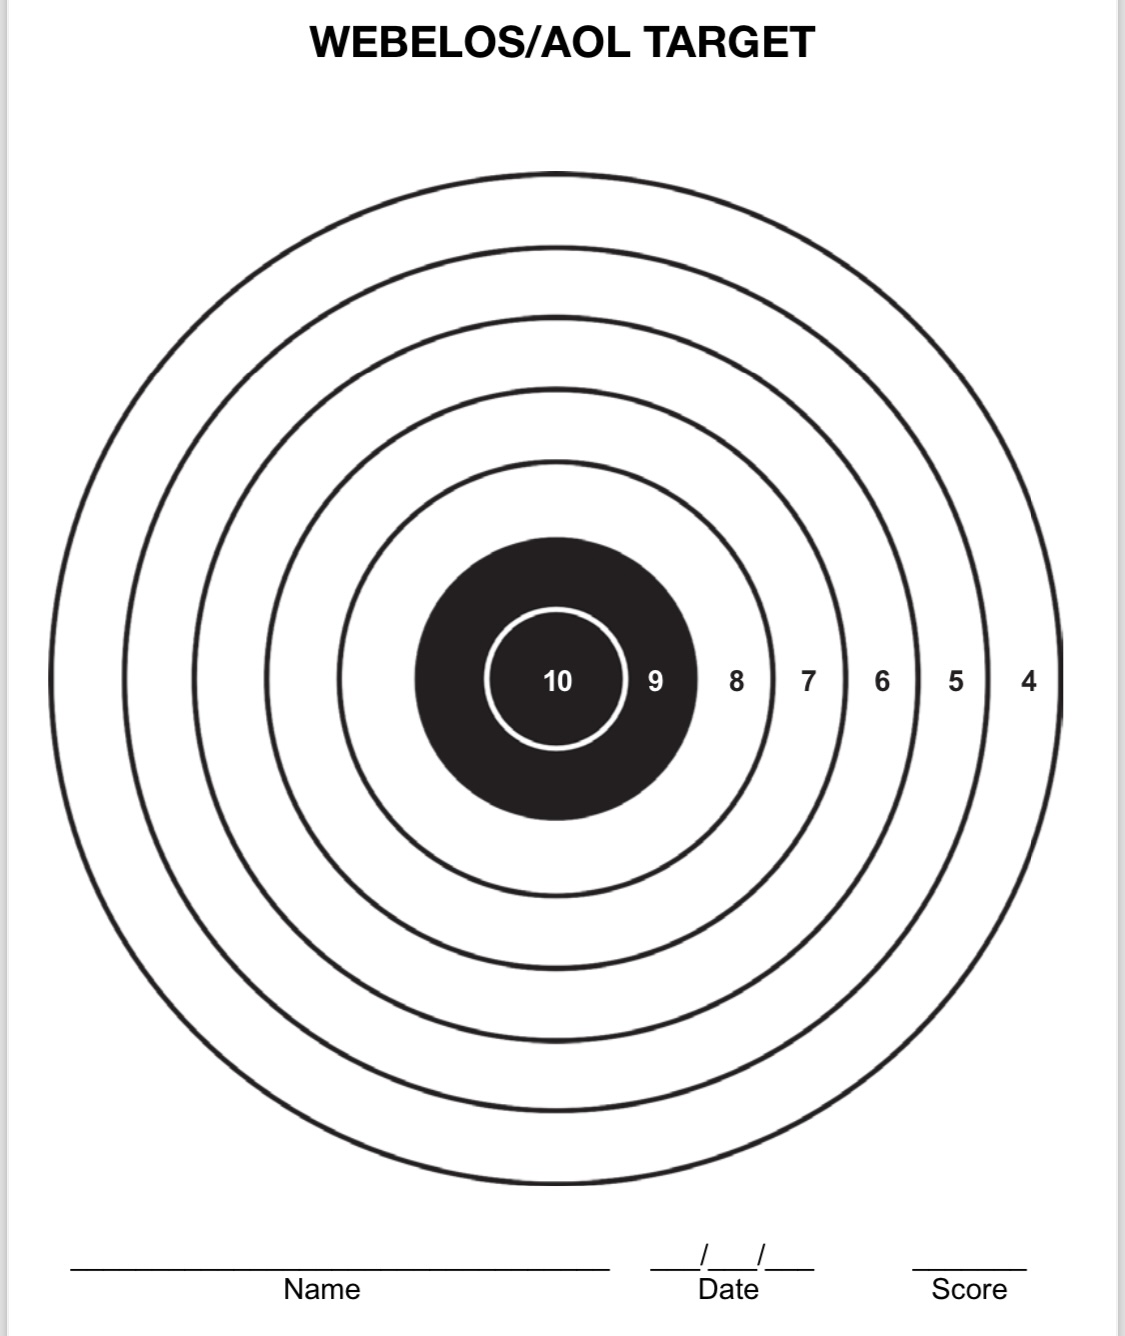 WEBELOS/AOL TARGET
10 9 8 7 6 5 4
___/___/___
Name Date Score